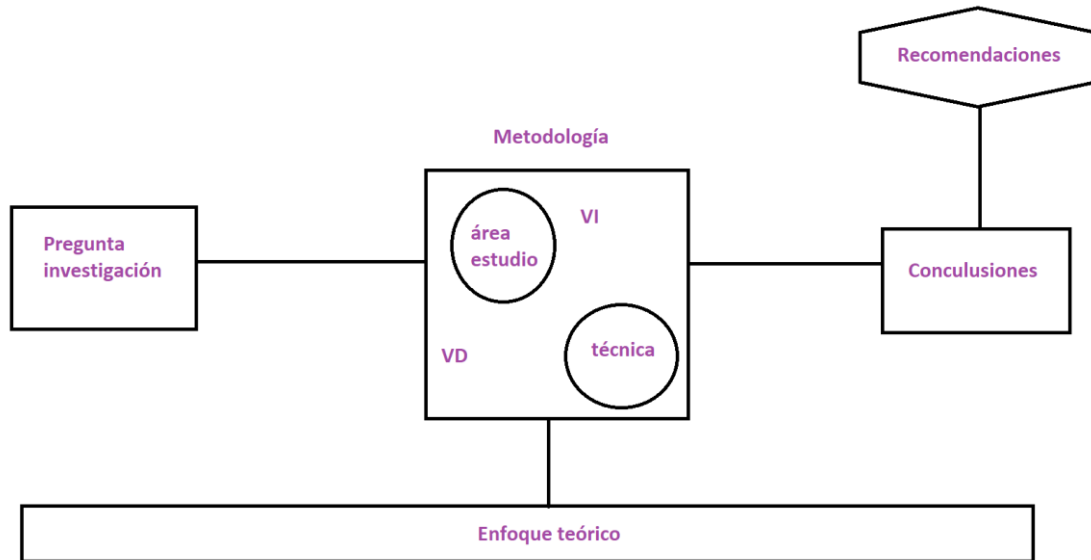 Recomendaciones
Metodología
Pregunta
investigación
área
estudio
VI
VD
técnica
Conculusiones
Enfoque teórico